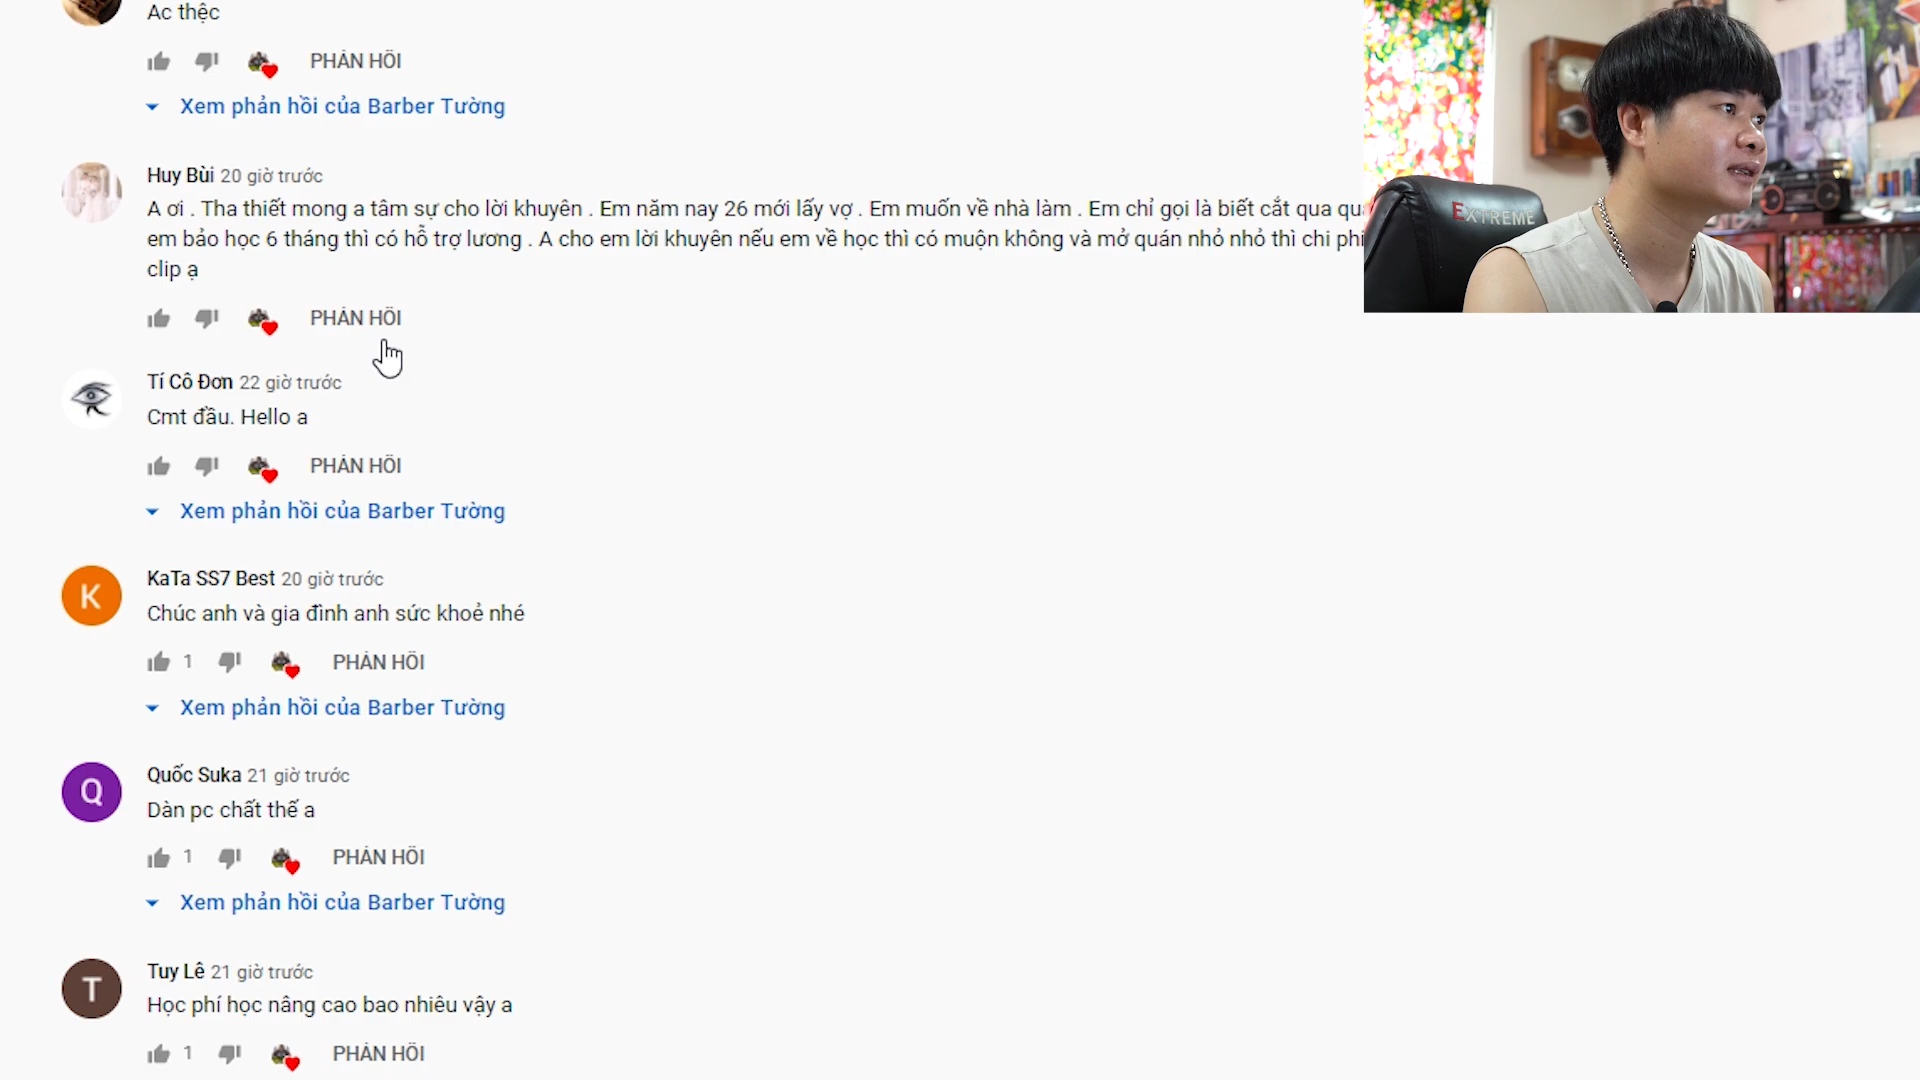 Ac thệc
PHẢN HỒI
Xem phản hồi của Barber Tường
Huy Bùi 20 giờ trước
A ơi . Tha thiết mong a tâm sự cho lời khuyên . Em năm nay 26 mới lấy vợ . Em muốn về nhà làm . Em chỉ gọi là biết cắt qua
em bảo học 6 tháng thì có hỗ trợ lương . A cho em lời khuyên nếu em về học thì có muộn không và mở quán nhỏ nhỏ thì chi phí
clip ạ
EXTREME
PHẢN HỒI
Tí Cô Đơn 22 giờ trước
Cmt đầu. Hello a
PHẢN HỒI
Xem phản hồi của Barber Tường
K
KaTa SS7 Best 20 giờ trước
Chúc anh và gia đình anh sức khoẻ nhé
1 PHẢN HỒI
Xem phản hồi của Barber Tường
Q
Quốc Suka 21 giờ trước
Dàn pc chất thế a
1 PHẢN HỒI
Xem phản hồi của Barber Tường
T
Tuy Lê 21 giờ trước
Học phí học nâng cao bao nhiêu vậy a
1 PHẢN HỒI